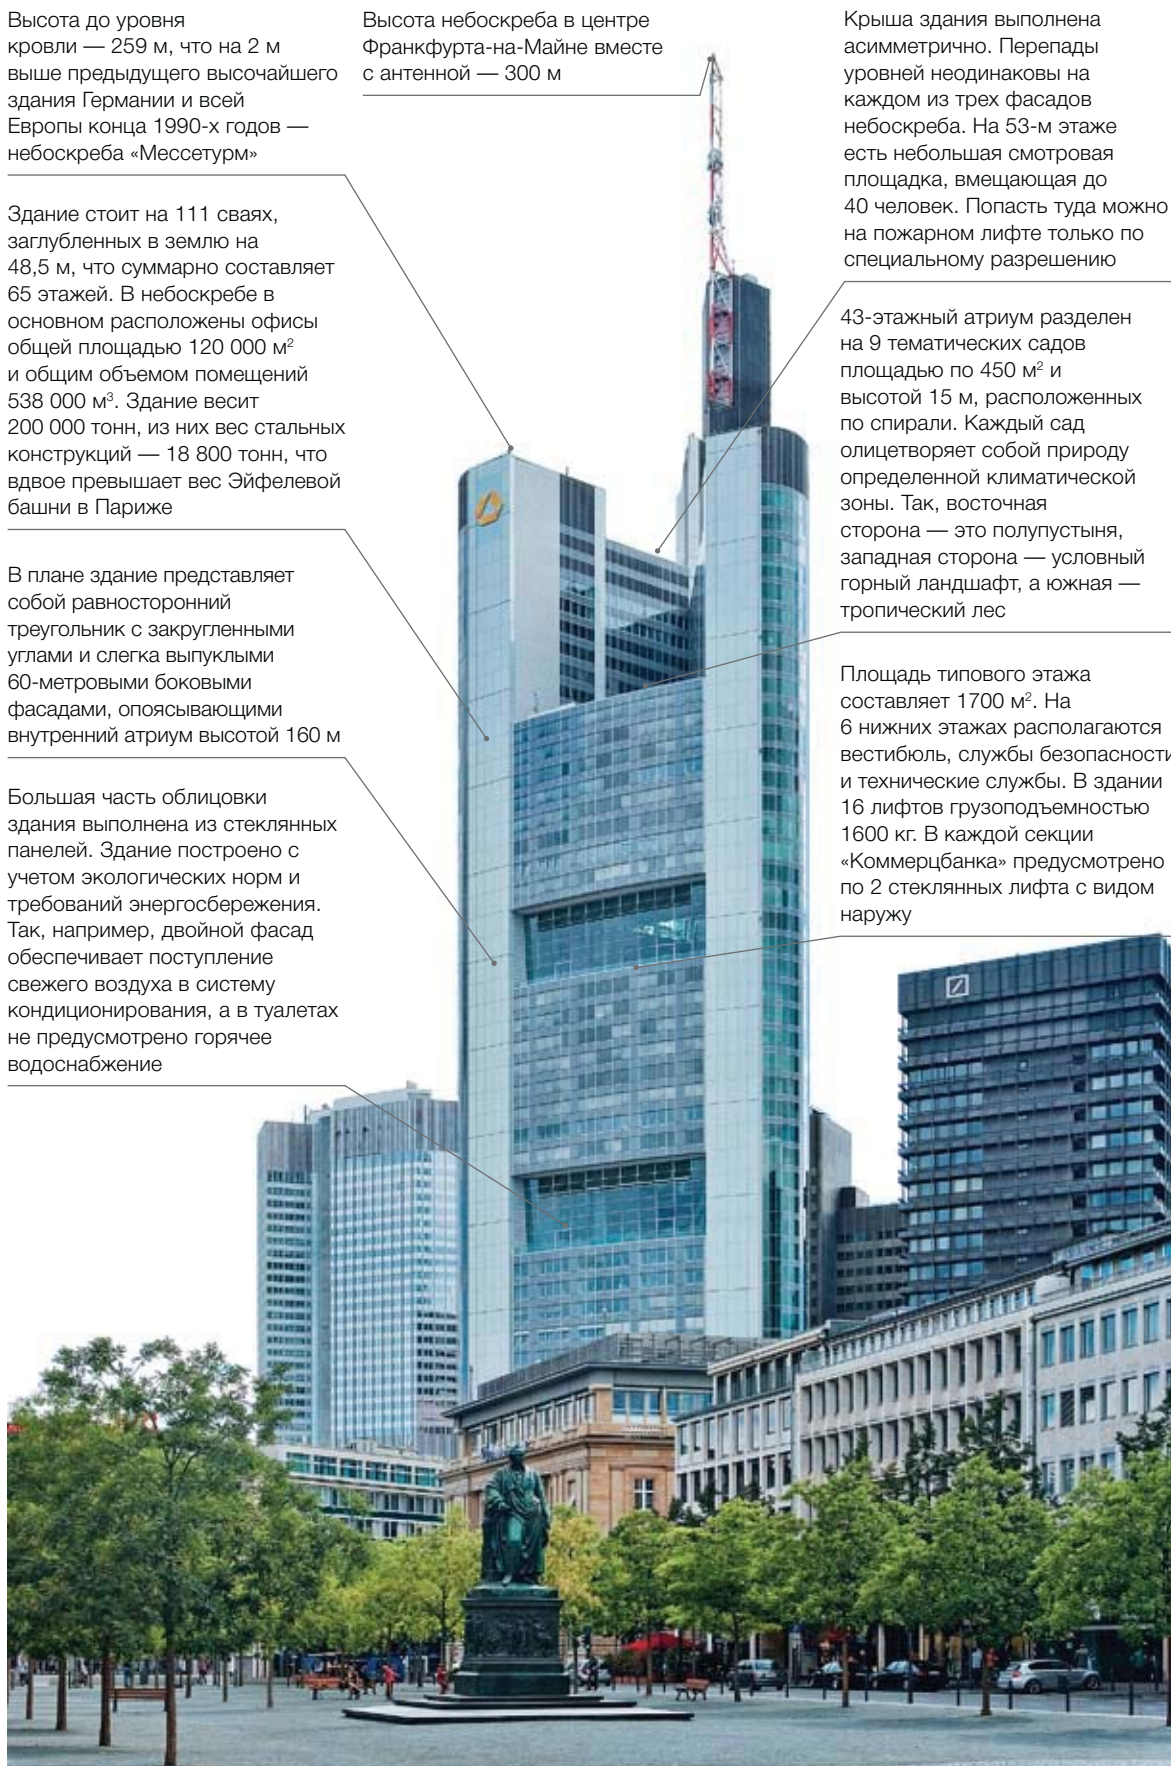 Высота до уровня
кровли — 259 м, что на 2 м
выше предыдущего высочайшего
здания Германии и всей
Европы конца 1990-х годов —
небоскреба «Мессетурм»
Здание стоит на 111 сваях,
заглубленных в землю на
48,5 м, что суммарно составляет
65 этажей. В небоскребе в
основном расположены офисы
общей площадью 120 000 м²
и общим объемом помещений
538 000 м³. Здание весит
200 000 тонн, из них вес стальных
конструкций — 18 800 тонн, что
вдвое превышает вес Эйфелевой
башни в Париже
В плане здание представляет
собой равносторонний
треугольник с закругленными
углами и слегка выпуклыми
60-метровыми боковыми
фасадами, опоясывающими
внутренний атриум высотой 160 м
Большая часть облицовки
здания выполнена из стеклянных
панелей. Здание построено с
учетом экологических норм и
требований энергосбережения.
Так, например, двойной фасад
обеспечивает поступление
свежего воздуха в систему
кондиционирования, а в туалетах
не предусмотрено горячее
водоснабжение
Высота небоскреба в центре
Франкфурта-на-Майне вместе
с антенной — 300 м
Крыша здания выполнена
асимметрично. Перепады
уровней неодинаковы на
каждом из трех фасадов
небоскреба. На 53-м этаже
есть небольшая смотровая
площадка, вмещающая до
40 человек. Попасть туда можно
на пожарном лифте только по
специальному разрешению
43-этажный атриум разделен
на 9 тематических садов
площадью по 450 м² и
высотой 15 м, расположенных
по спирали. Каждый сад
олицетворяет собой природу
определенной климатической
зоны. Так, восточная
сторона — это полупустыня,
западная сторона — условный
горный ландшафт, а южная —
тропический лес
Площадь типового этажа
составляет 1700 м². На
6 нижних этажах располагаются
вестибюль, службы безопасности
и технические службы. В здании
16 лифтов грузоподъемностью
1600 кг. В каждой секции
«Коммерцбанка» предусмотрено
по 2 стеклянных лифта с видом
наружу